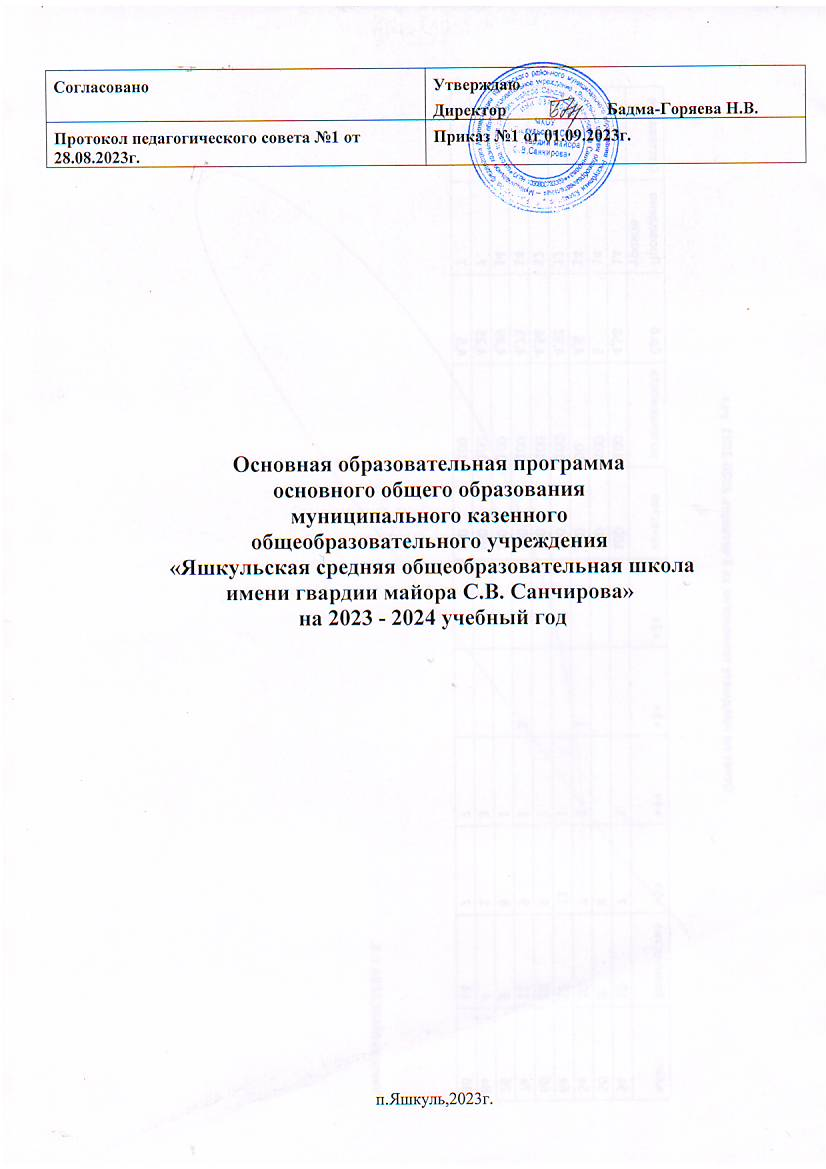 Согласовано
Утверждаю
Директор Бадма-Горяева Н.В.
Протокол педагогического совета №1 от
28.08.2023г.
Приказ №1 от 01.09.2023г.
Основная образовательная программа
основного общего образования
муниципального казенного
общеобразовательного учреждения
«Яшкульская средняя общеобразовательная школа
имени гвардии майора С.В. Санчирова»
на 2023 - 2024 учебный год
п.Яшкуль,2023г.